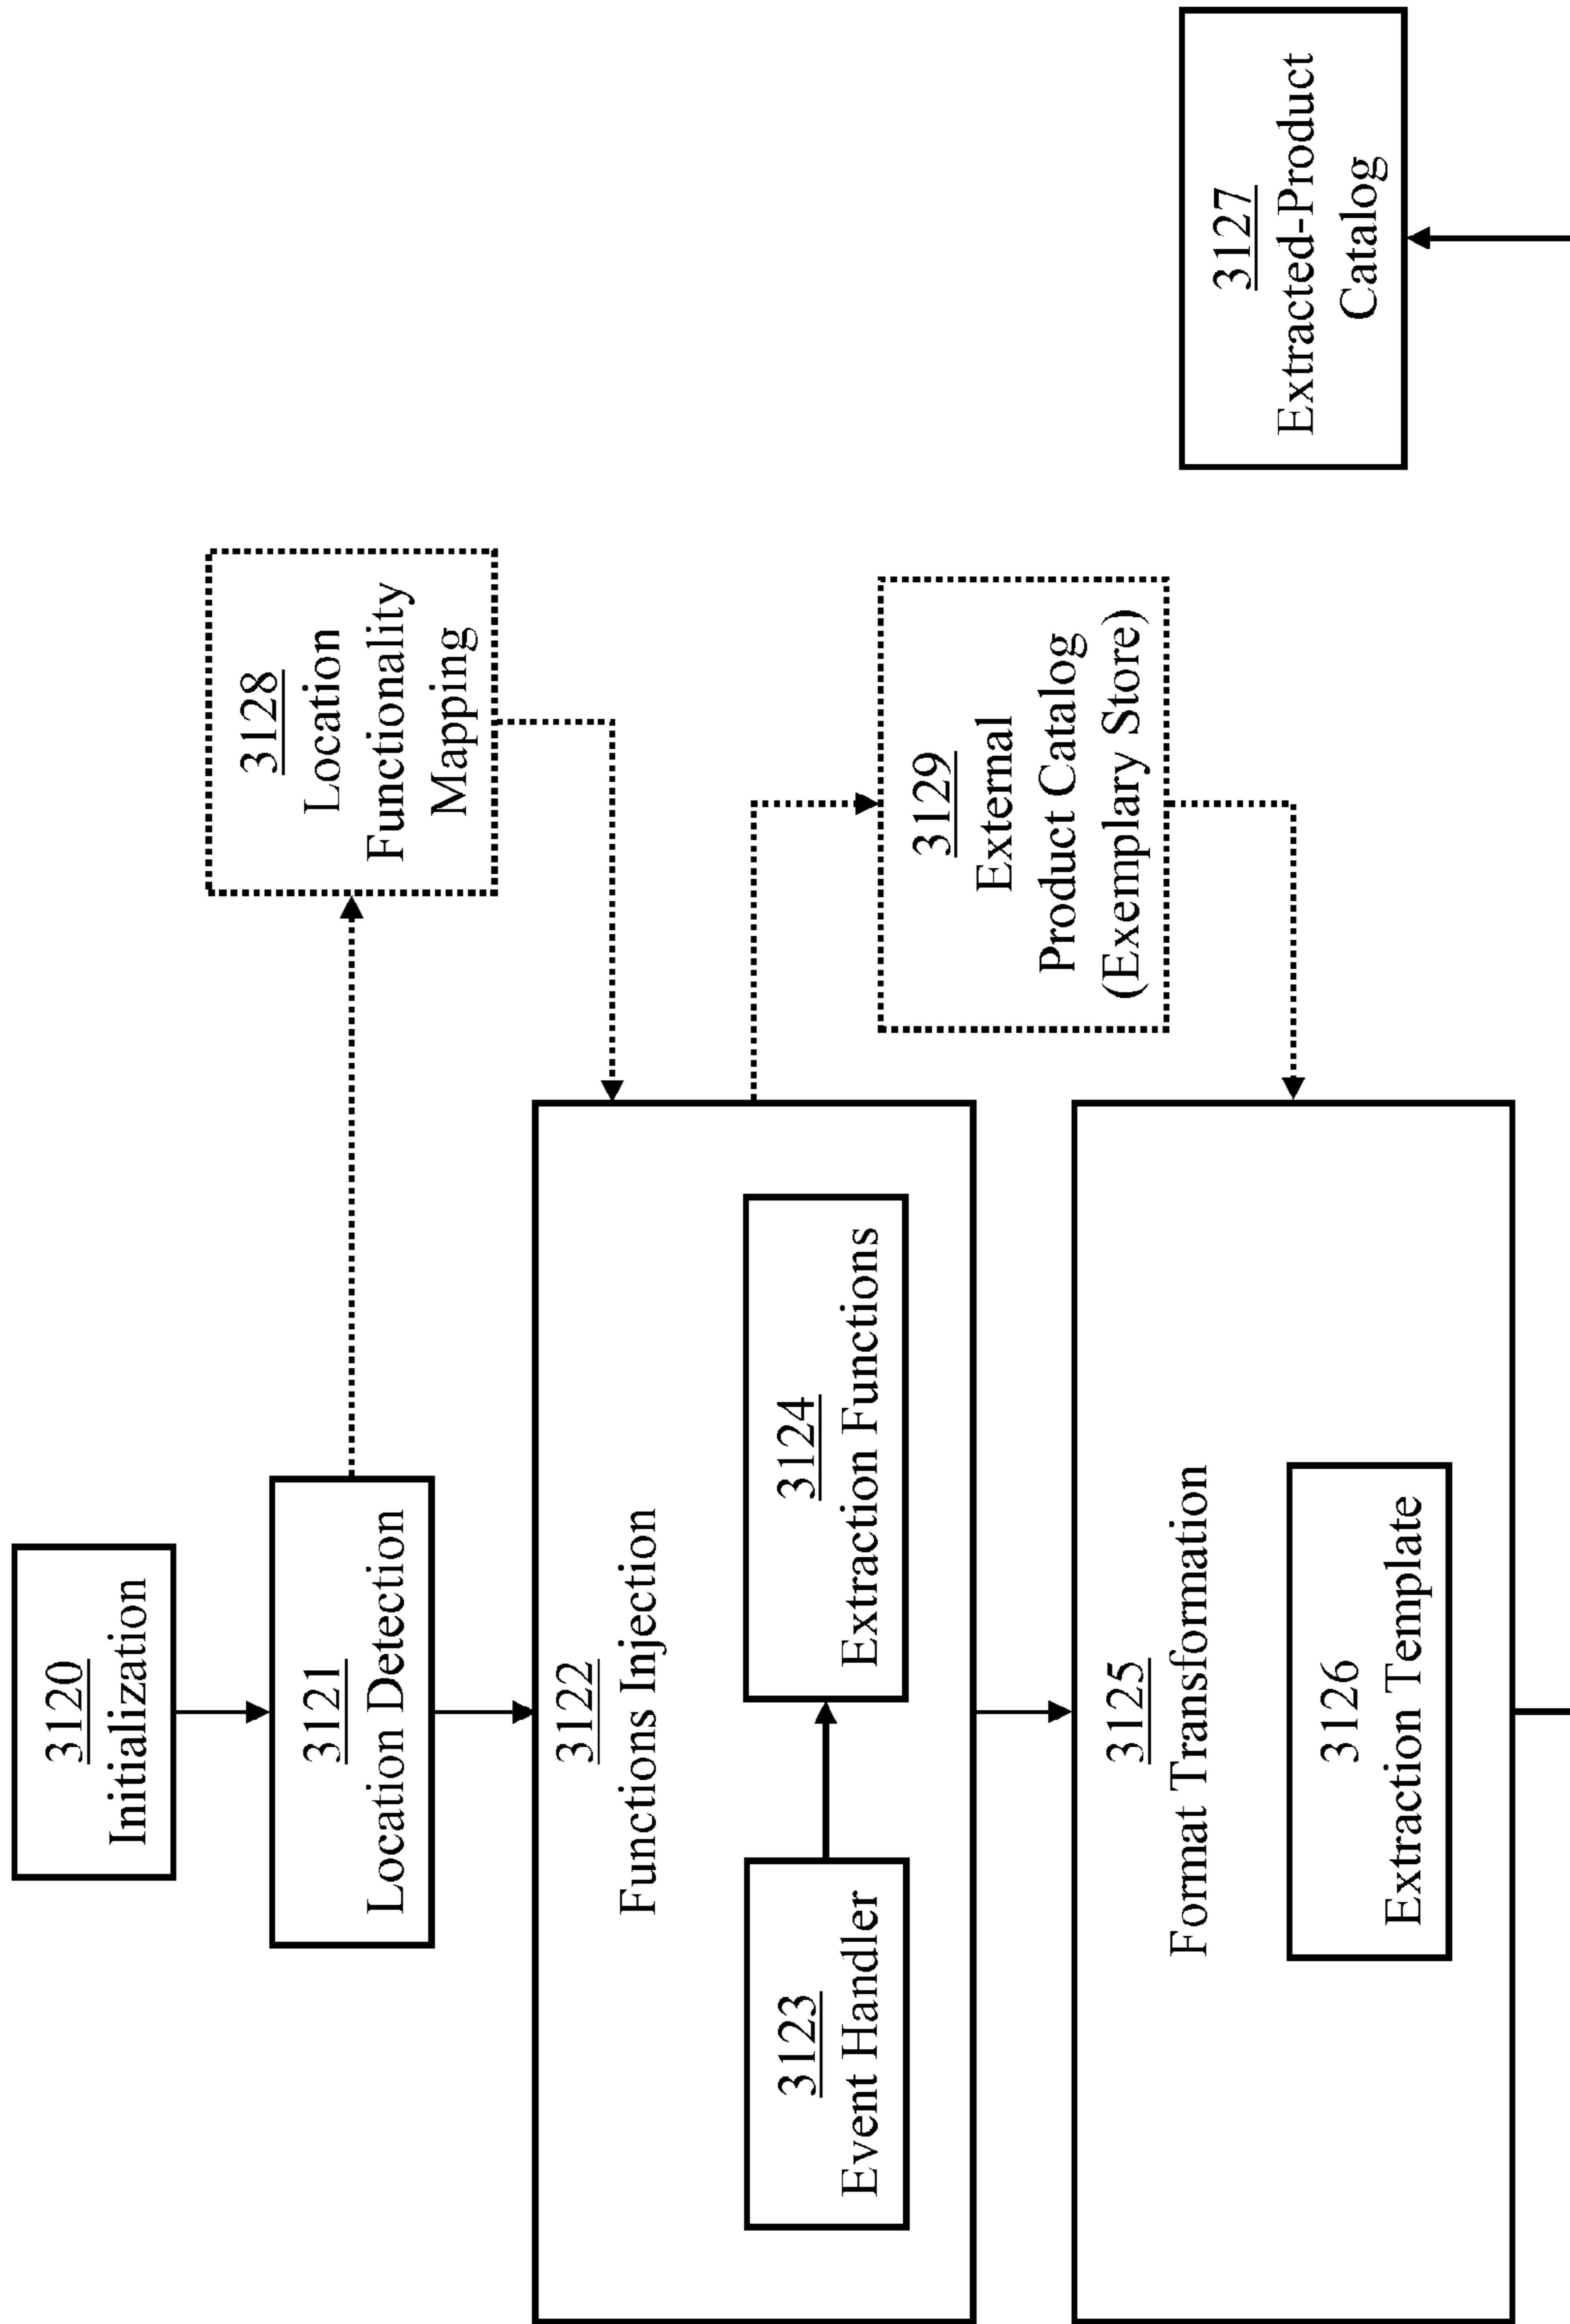 3120
Initialization
3121
Location Detection
3128
Location
Functionality
Mapping
3122
Functions Injection
3123
Event Handler
3124
Extraction Functions
3129
External
Product Catalog
(Exemplary Store)
3125
Format Transformation
3126
Extraction Template
3127
Extracted-Product
Catalog